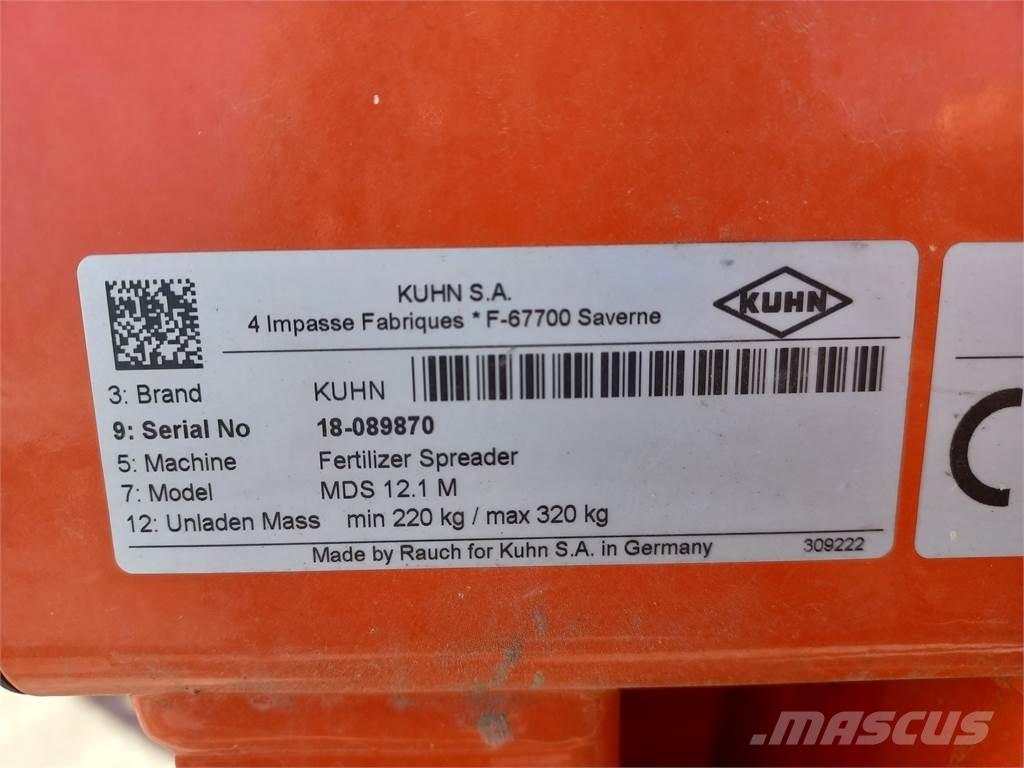 KUHN S.A.
4 Impasse Fabriques * F-67700 Saverne
KUHN
3: Brand KUHN
9: Serial No 18-089870
5: Machine Fertilizer Spreader
7: Model MDS 12.1 M
12: Unladen Mass min 220 kg / max 320 kg
Made by Rauch for Kuhn S.A. in Germany 309222
MASCUS